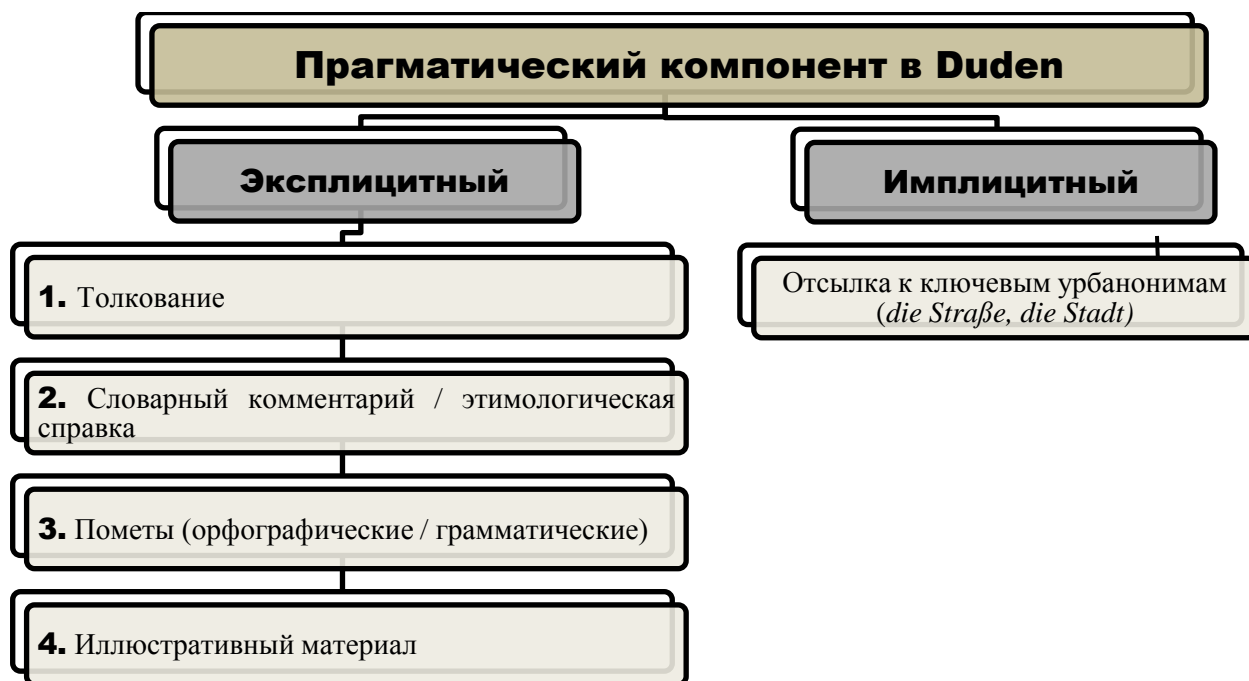 Прагматический компонент в Duden
Эксплицитный
Имплицитный
1. Толкование
Отсылка к ключевым урбанонимам
(die Straße, die Stadt)
2. Словарный комментарий / этимологическая
справка
3. Пометы (орфографические / грамматические)
4. Иллюстративный материал